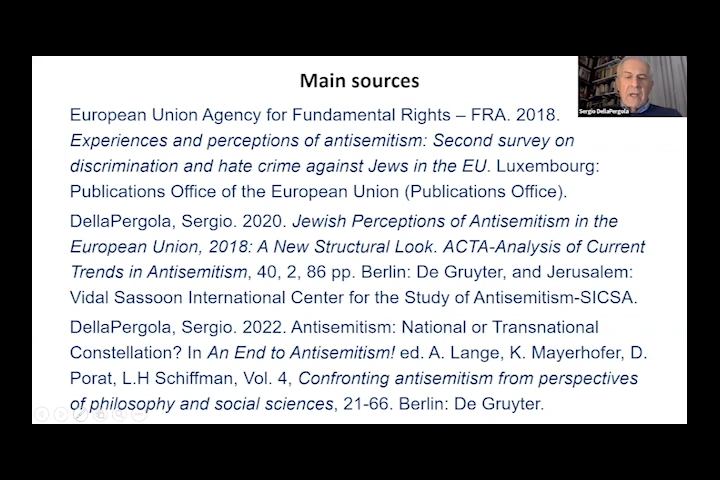 Main sources
Sergio DellaPergola
European Union Agency for Fundamental Rights – FRA. 2018.
Experiences and perceptions of antisemitism: Second survey on
discrimination and hate crime against Jews in the EU. Luxembourg:
Publications Office of the European Union (Publications Office).
DellaPergola, Sergio. 2020. Jewish Perceptions of Antisemitism in the
European Union, 2018: A New Structural Look. ACTA-Analysis of Current
Trends in Antisemitism, 40, 2, 86 pp. Berlin: De Gruyter, and Jerusalem:
Vidal Sassoon International Center for the Study of Antisemitism-SICSA.
DellaPergola, Sergio. 2022. Antisemitism: National or Transnational
Constellation? In An End to Antisemitism! ed. A. Lange, K. Mayerhofer, D.
Porat, L.H Schiffman, Vol. 4, Confronting antisemitism from perspectives
of philosophy and social sciences, 21-66. Berlin: De Gruyter.